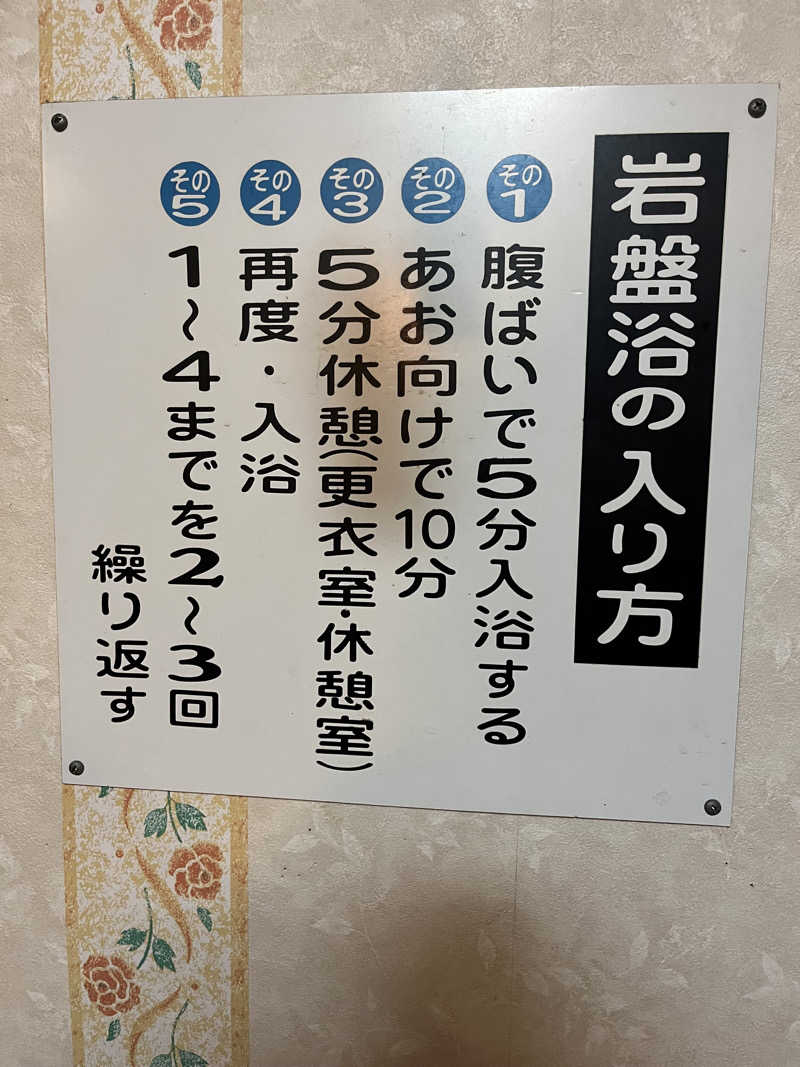 岩盤浴の入り方
その1 腹ばいで5分入浴する
その2 あお向けで10分
その3 5分休憩(更衣室・休憩室)
その4 再度・入浴
その5 1〜4までを2〜3回
繰り返す